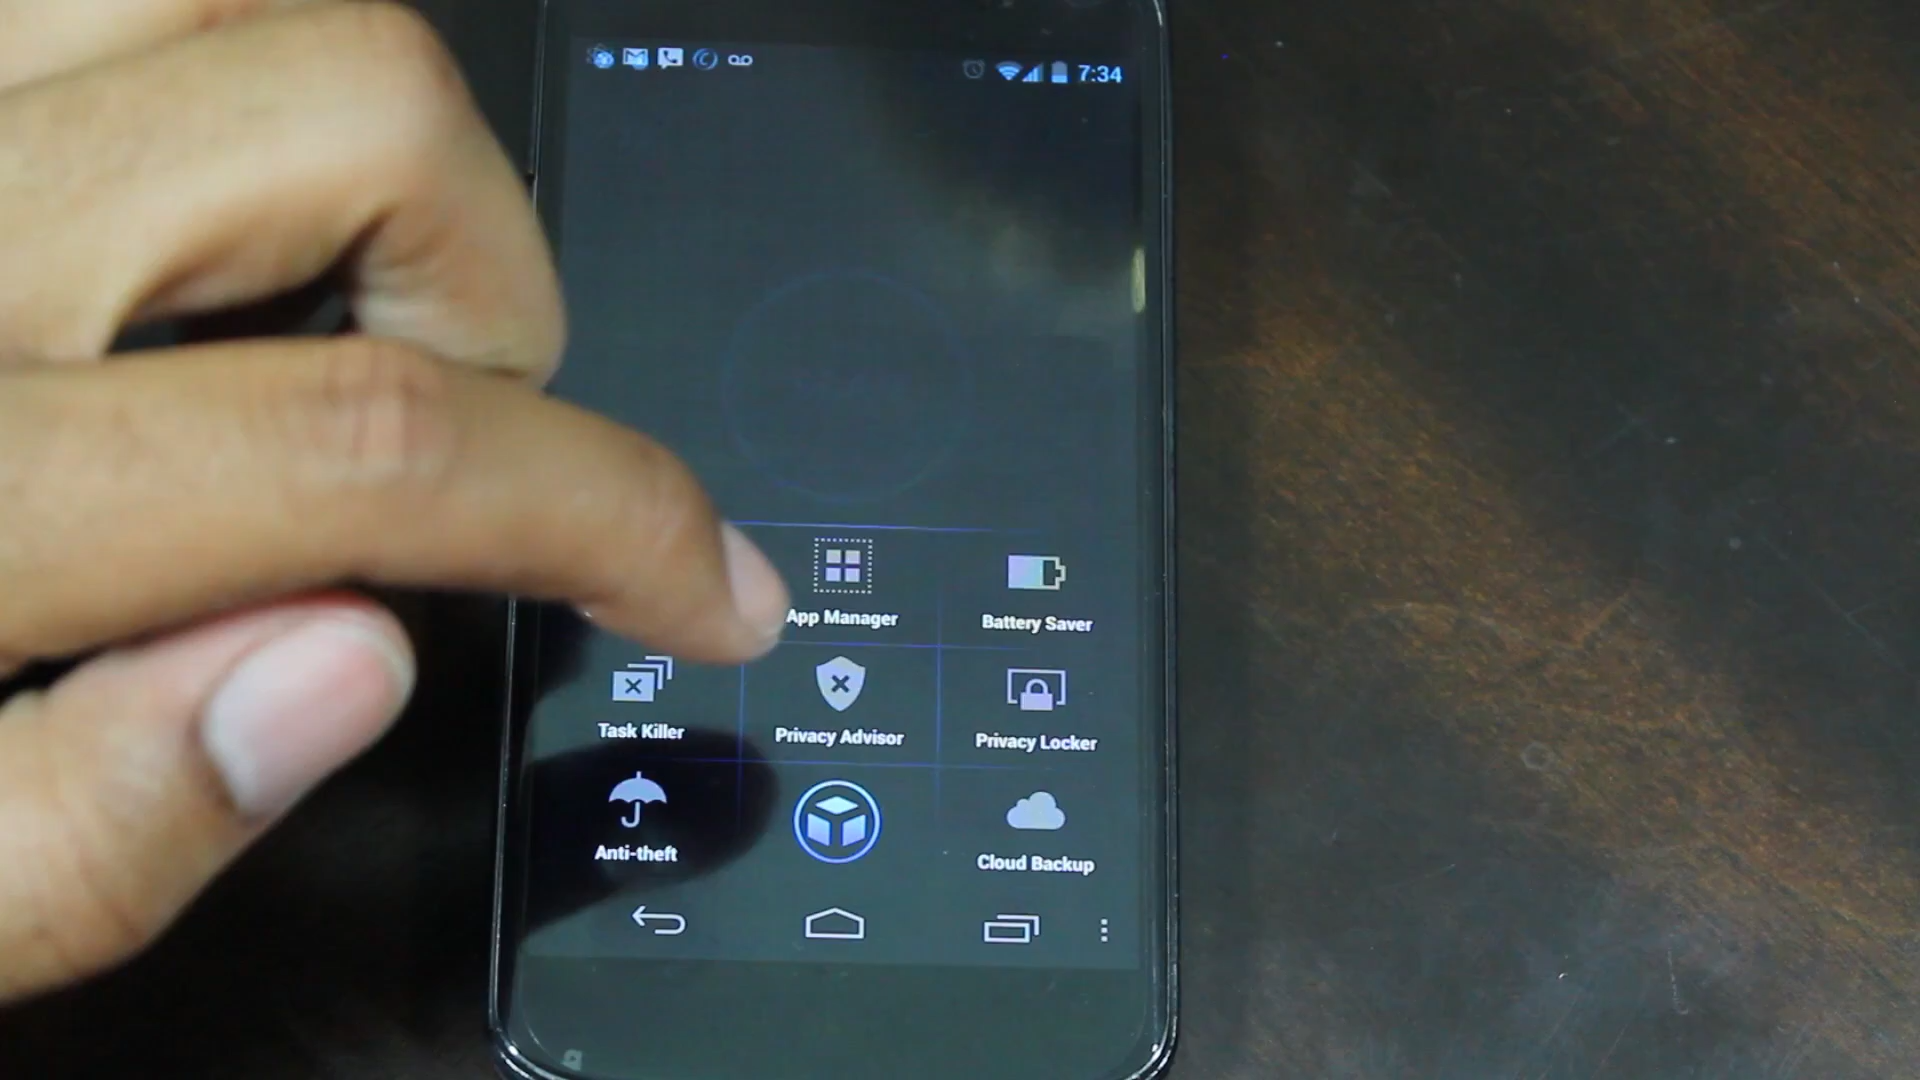 7:34
App Manager
Battery Saver
Task Killer
Privacy Advisor
Privacy Locker
Anti-theft
Cloud Backup